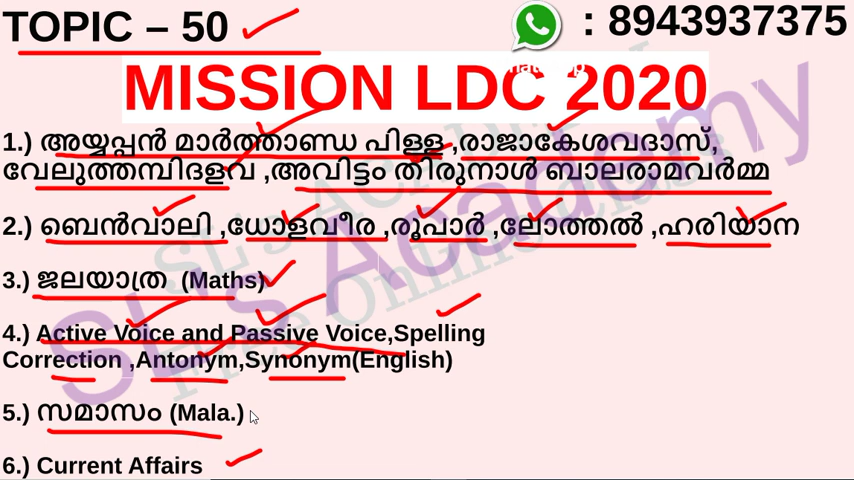 TOPIC – 50
: 8943937375
MISSION LDC 2020
1.) അയ്യപ്പൻ മാർത്താണ്ഡ പിള്ള ,രാജാകേശവദാസ്,
വേലുത്തമ്പിദളവ ,അവിട്ടം തിരുനാൾ ബാലരാമവർമ്മ
2.) ബെൻവാലി ,ധോളവീര ,രൂപാർ ,ലോത്തൽ ,ഹരിയാന
3.) ജലയാത്ര (Maths)
4.) Active Voice and Passive Voice,Spelling
Correction ,Antonym,Synonym(English)
5.) സമാസം (Mala.)
6.) Current Affairs
SL's Academy